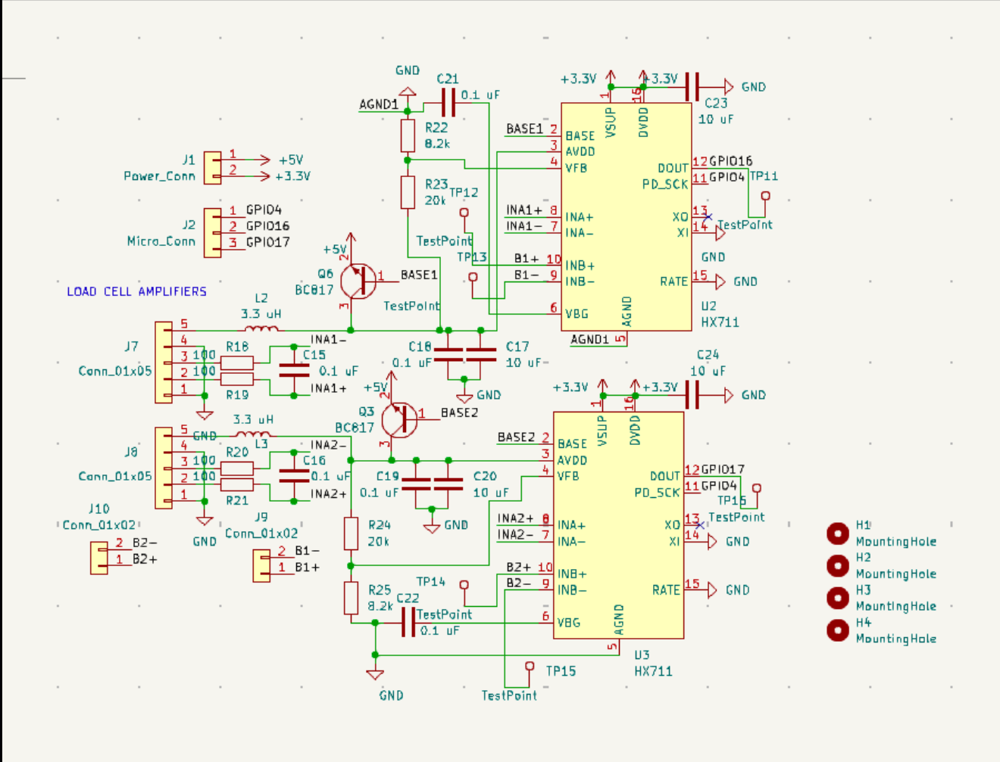 GND
C21
0.1 uF
AGND1
R22
8.2k
R23
20k
TP12
TestPoint
TP13
TestPoint
+3.3V
+3.3V
C23
10 uF
GND
1
16
VSUP
DVDD
BASE1 2 BASE
3 AVDD
4 VFB
INA1+ 8 INA+
INA1- 7 INA-
B1+ 10 INB+
B1- 9 INB-
6 VBG
AGND
AGND1 5
DOUT 12 GPIO16
PD_SCK 11 GPIO4
TP11
TestPoint
XO 13
XI 14
GND
RATE 15 GND
U2
HX711
J1
Power_Conn
1 +5V
2 +3.3V
J2
Micro_Conn
1 GPIO4
2 GPIO16
3 GPIO17
+5V
2
Q6
BC817
1 BASE1
3
LOAD CELL AMPLIFIERS
L2
3.3 uH
J7
Conn_01x05
5
4
3
2
1
100 R18
100
R19
INA1-
C15
0.1 uF
INA1+
GND
C18
0.1 uF
C17
10 uF
GND
+5V
2
Q3
BC817
1 BASE2
3
3.3 uH
L3
J8
Conn_01x05
5
4
3
2
1
100 R20
100
R21
INA2-
C16
0.1 uF
INA2+
GND
C19
0.1 uF
C20
10 uF
GND
J10
Conn_01x02
2 B2-
1 B2+
J9
Conn_01x02
2 B1-
1 B1+
R24
20k
R25
8.2k
C22
0.1 uF
GND
TP14
TestPoint
TP15
TestPoint
+3.3V
+3.3V
C24
10 uF
GND
1
16
VSUP
DVDD
BASE2 2 BASE
3 AVDD
4 VFB
INA2+ 8 INA+
INA2- 7 INA-
B2+ 10 INB+
B2- 9 INB-
6 VBG
AGND
5
DOUT 12 GPIO17
PD_SCK 11 GPIO4
TP16
TestPoint
XO 13
XI 14 GND
RATE 15 GND
U3
HX711
H1
MountingHole
H2
MountingHole
H3
MountingHole
H4
MountingHole